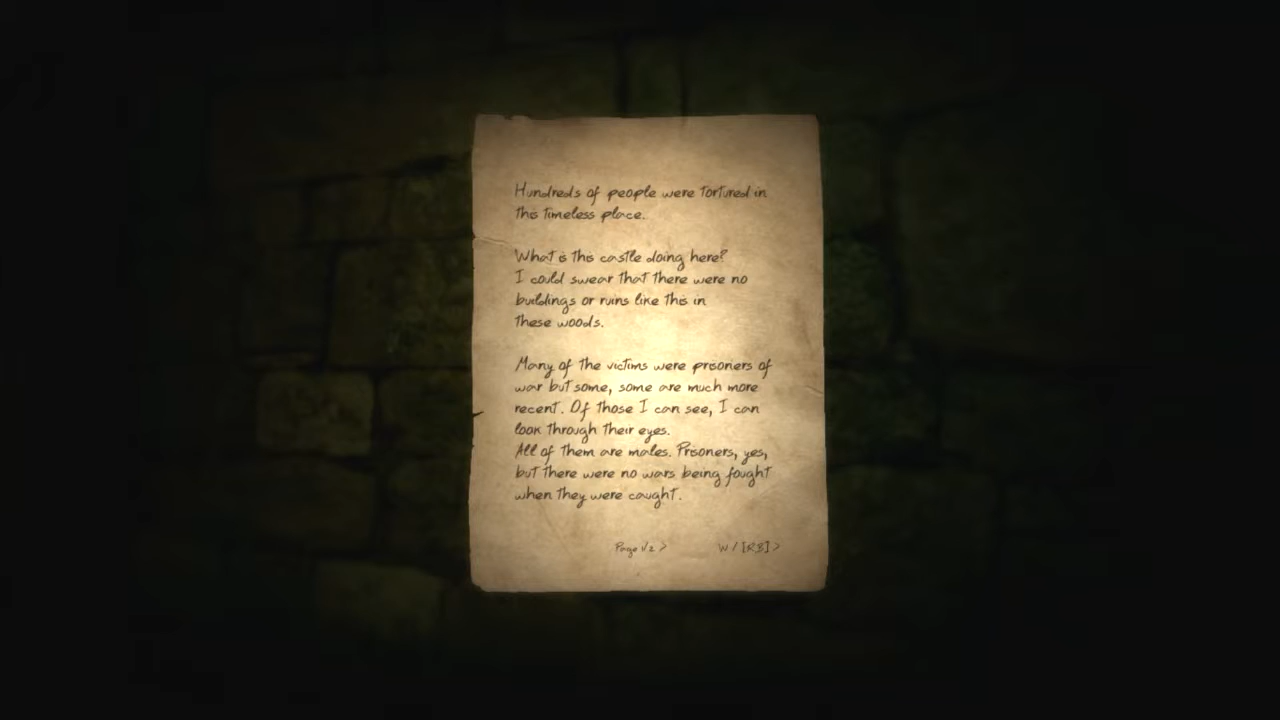 Hundreds of people were tortured in
this timeless place.
What is this castle doing here?
I could swear that there were no
buildings or ruins like this in
these woods.
Many of the victims were prisoners of
war but some, some are much more
recent. Of those I can see, I can
look through their eyes.
All of them are males. Prisoners, yes,
but there were no wars being fought
when they were caught.
Page 1/2 > W / [RB] >